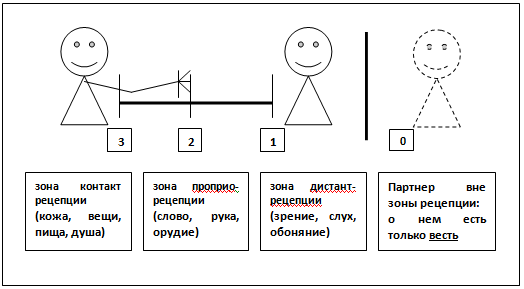 3
2
1
0
зона контакт
рецепции
(кожа, вещи,
пища, душа)
зона проприо-
рецепции
(слово, рука,
орудие)
зона дистант-
рецепции
(зрение, слух,
обоняние)
Партнер вне
зоны рецепции:
о нем есть
только весть